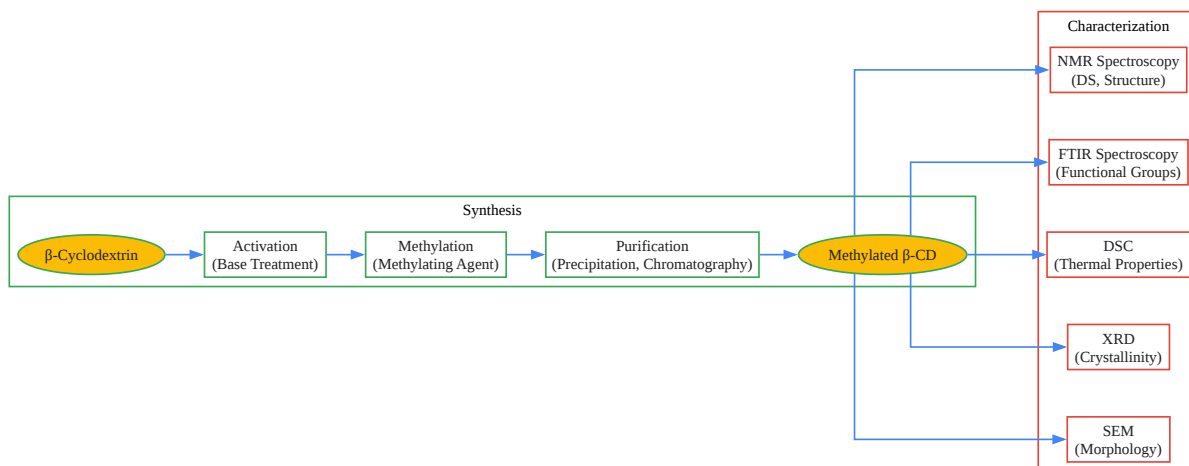 Synthesis
β-Cyclodextrin
Activation
(Base Treatment)
Methylation
(Methylating Agent)
Purification
(Precipitation, Chromatography)
Methylated β-CD
Characterization
NMR Spectroscopy
(DS, Structure)
FTIR Spectroscopy
(Functional Groups)
DSC
(Thermal Properties)
XRD
(Crystallinity)
SEM
(Morphology)